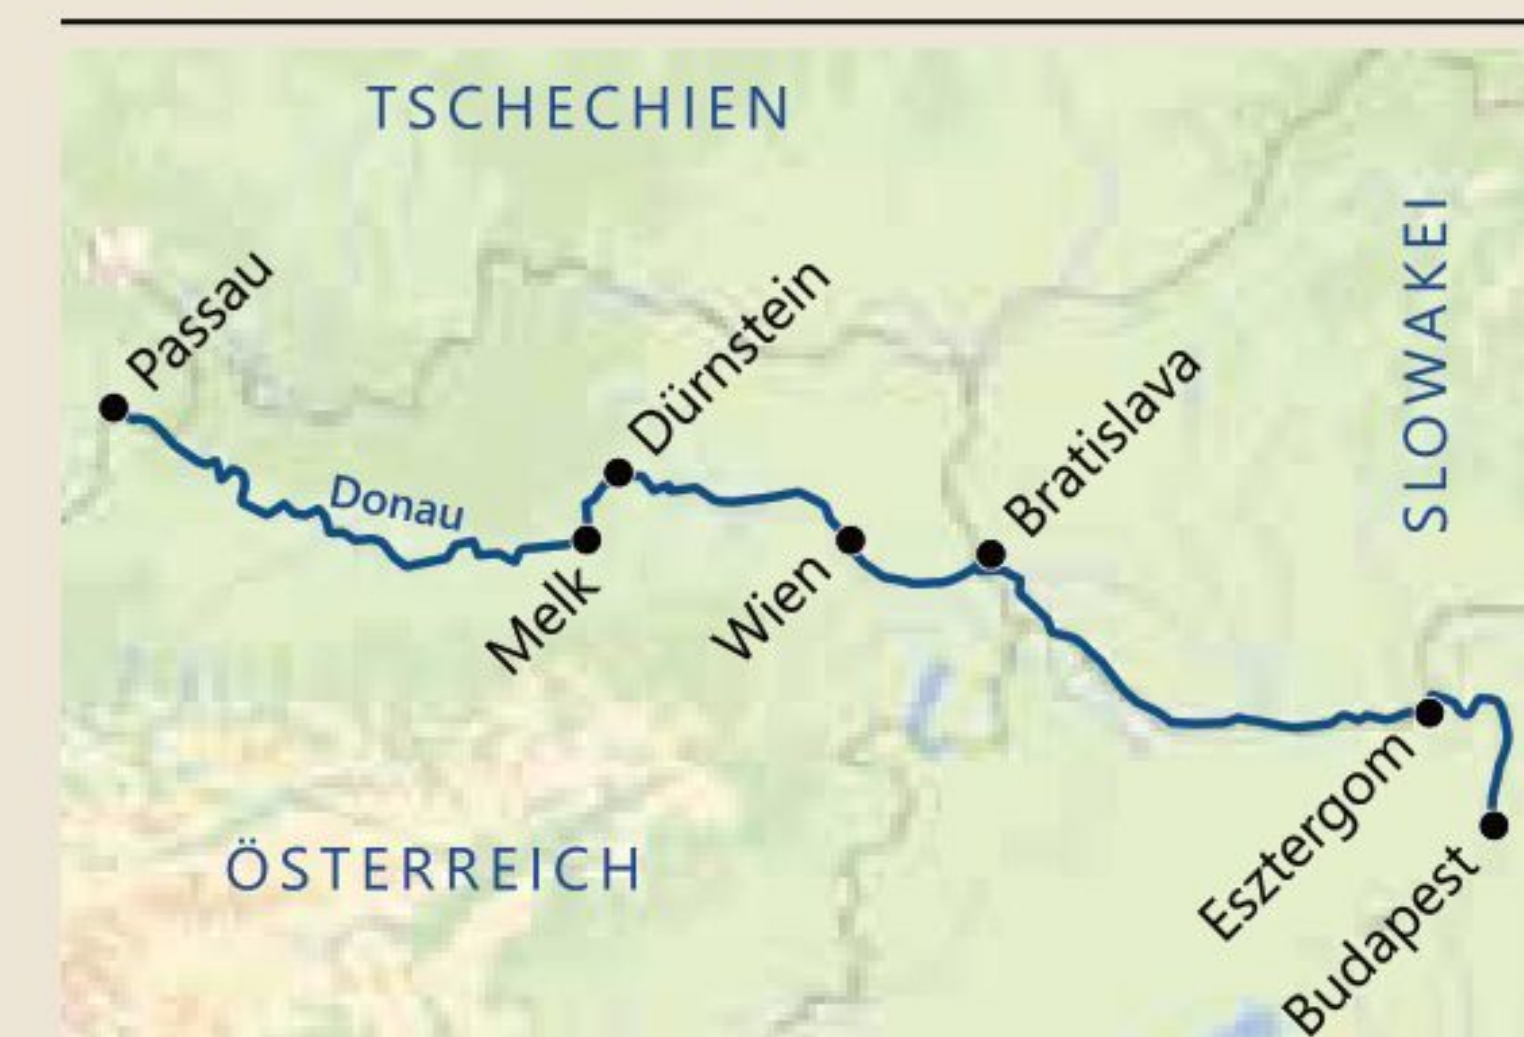 TSCHECHIEN
SLOWAKEI
Passau
Dürnstein
Bratislava
Donau
Melk
Wien
Esztergom
Budapest
ÖSTERREICH